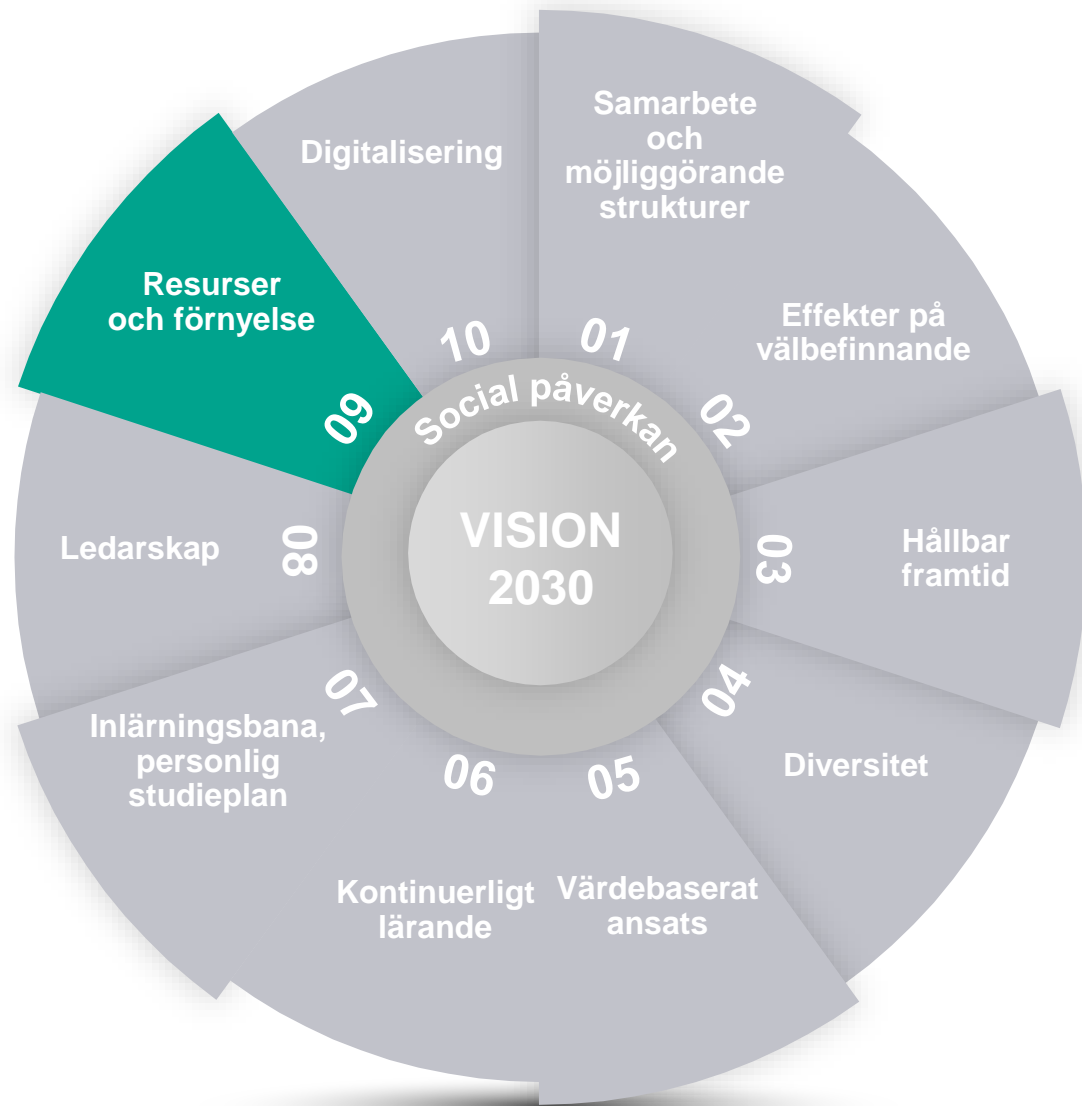 Samarbete
och
möjliggörande
strukturer
01
Effekter på
välbefinnande
02
Hållbar
framtid
03
Diversitet
04
Värdebaserat
ansats
05
Kontinuerligt
lärande
06
Inlärningsbana,
personlig
studieplan
07
Ledarskap
08
Resurser
och förnyelse
09
Digitalisering
10
Social påverkan
VISION
2030